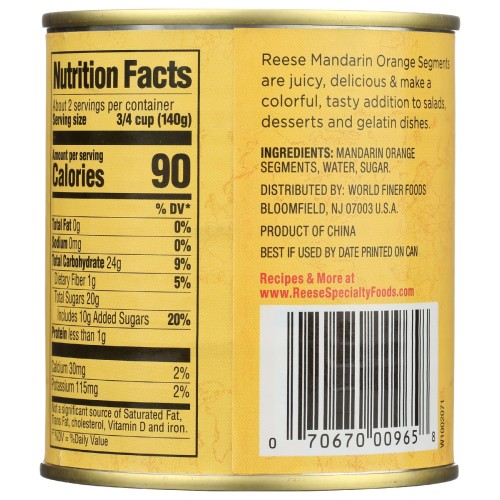 Nutrition Facts
About 2 servings per container
Serving size 3/4 cup (140g)
Amount per serving
Calories 90
% DV*
Total Fat 0g 0%
Sodium 0mg 0%
Total Carbohydrate 24g 9%
Dietary Fiber 1g 5%
Total Sugars 20g
Includes 10g Added Sugars 20%
Protein less than 1g
Calcium 30mg 2%
Potassium 115mg 2%
Not a significant source of Saturated Fat,
Trans Fat, cholesterol, Vitamin D and iron.
*%DV = %Daily Value
Reese Mandarin Orange Segments
are juicy, delicious & make a
colorful, tasty addition to salads,
desserts and gelatin dishes.
INGREDIENTS: MANDARIN ORANGE
SEGMENTS, WATER, SUGAR.
DISTRIBUTED BY: WORLD FINER FOODS
BLOOMFIELD, NJ 07003 U.S.A.
PRODUCT OF CHINA
BEST IF USED BY DATE PRINTED ON CAN
Recipes & More at
www.ReeseSpecialtyFoods.com
0 70670 00965 8
W1002071